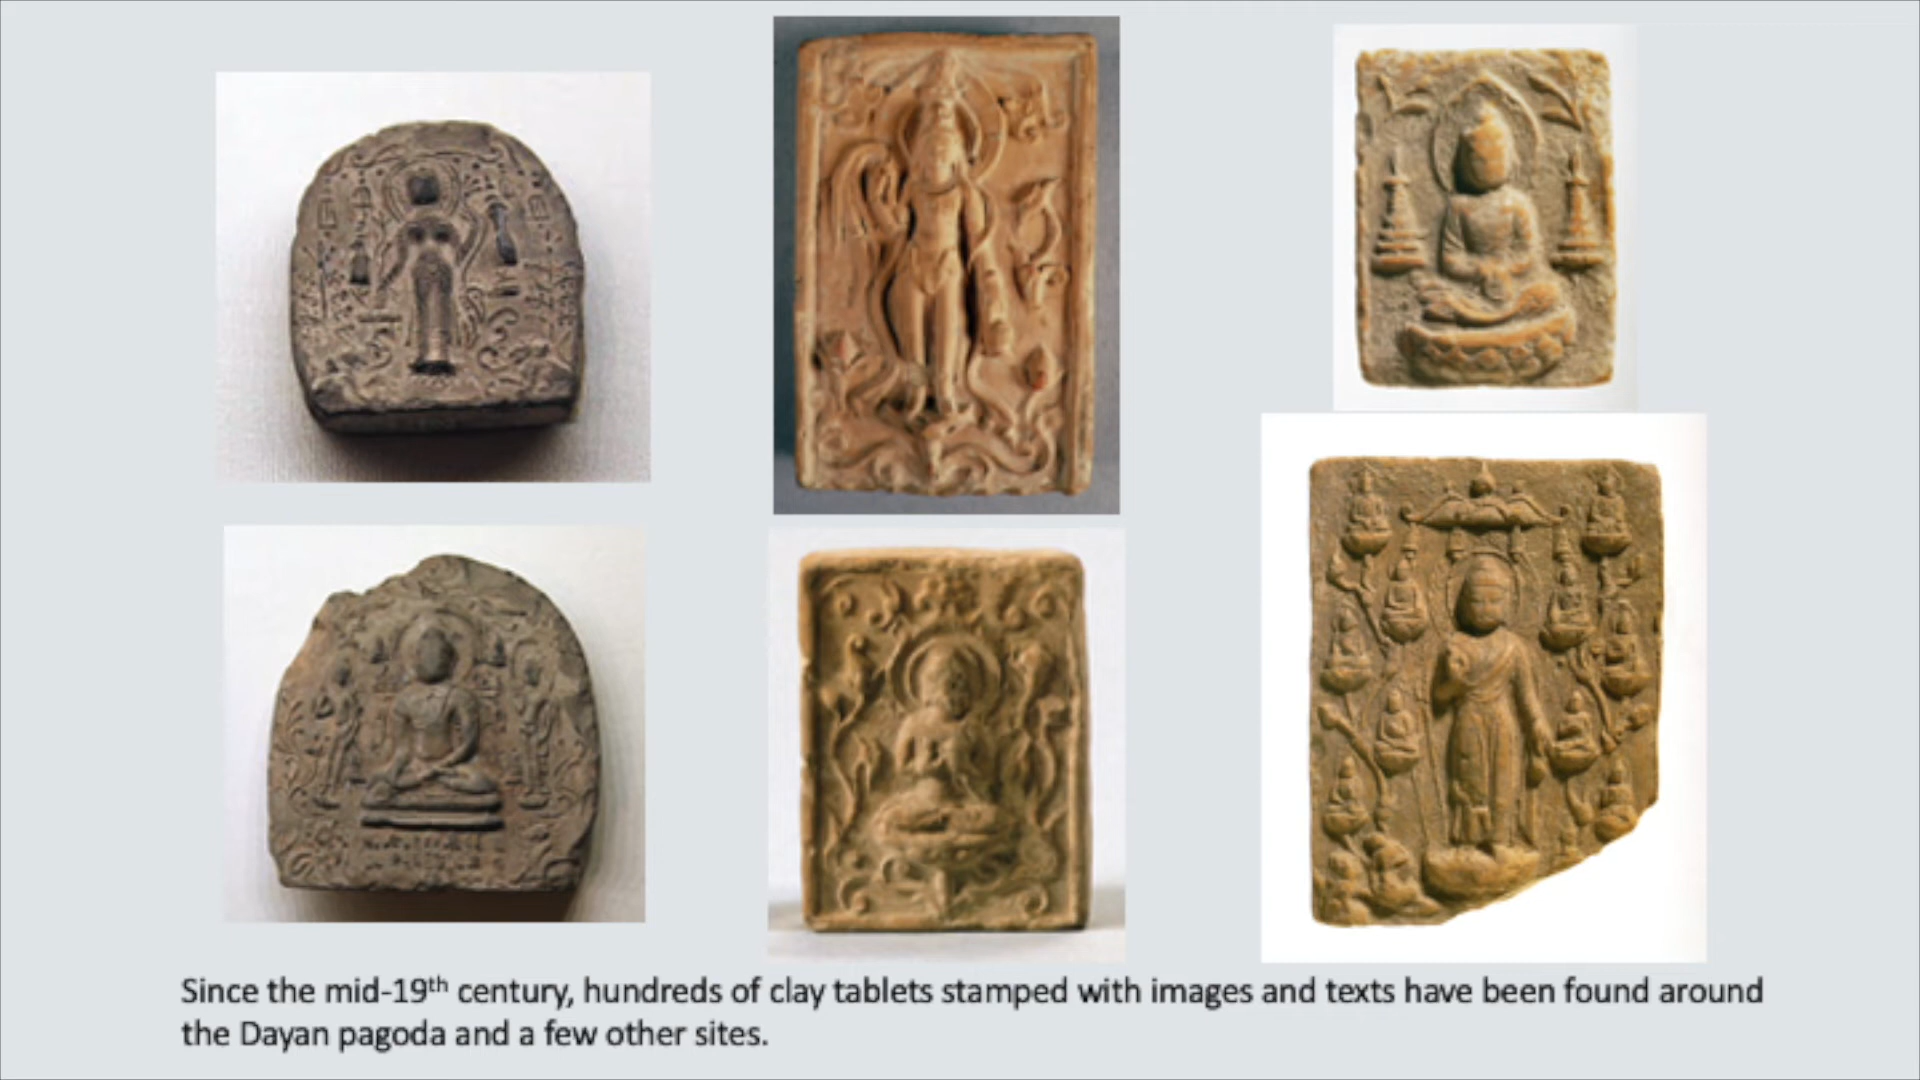 Since the mid-19th century, hundreds of clay tablets stamped with images and texts have been found around
the Dayan pagoda and a few other sites.